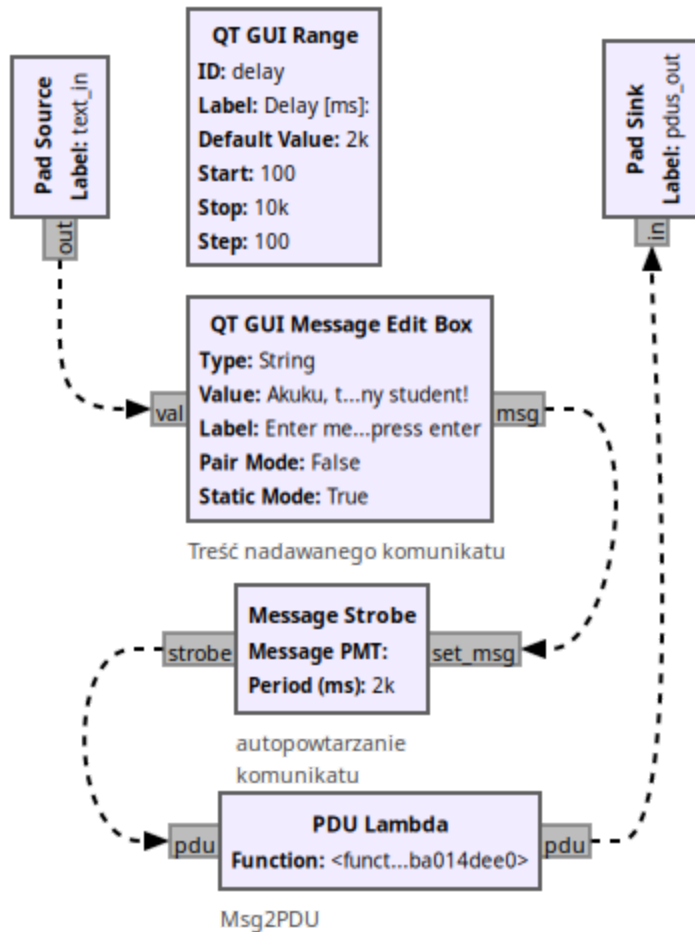 Pad Source
Label: text_in
out
QT GUI Range
ID: delay
Label: Delay [ms]:
Default Value: 2k
Start: 100
Stop: 10k
Step: 100
Pad Sink
Label: pdus_out
in
QT GUI Message Edit Box
Type: String
val
Value: Akuku, t...ny student!
msg
Label: Enter me...press enter
Pair Mode: False
Static Mode: True
Treść nadawanego komunikatu
Message Strobe
strobe
Message PMT:
set_msg
Period (ms): 2k
autopowtarzanie
komunikatu
PDU Lambda
pdu
Function: <funct...ba014dee0>
pdu
Msg2PDU